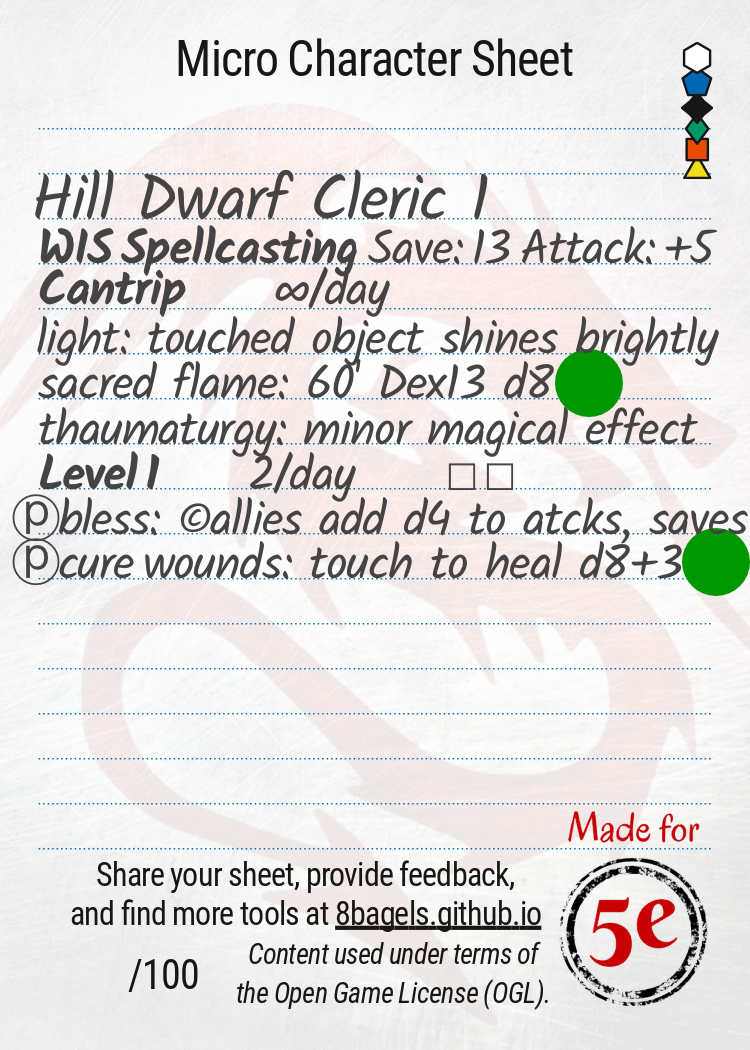 Micro Character Sheet
Hill Dwarf Cleric 1
WIS Spellcasting Save: 13 Attack: +5
Cantrip ∞/day
light: touched object shines brightly
sacred flame: 60' Dex13 d8
thaumaturgy: minor magical effect
Level 1 2/day □□
ⓟbless: ©allies add d4 to atcks, saves
ⓟcure wounds: touch to heal d8+3
Made for
5e
Share your sheet, provide feedback,
and find more tools at 8bagels.github.io
/100
Content used under terms of
the Open Game License (OGL).